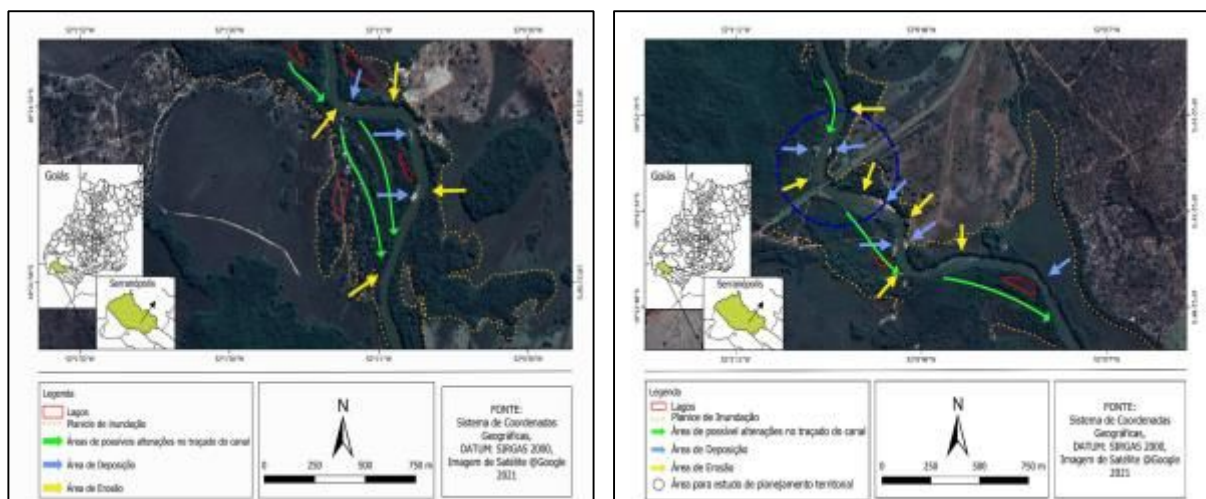 Goiás
Serranópolis
Legenda
Lagos
Planície de Inundação
Áreas de possíveis alterações no traçado do canal
Área de Deposição
Área de Erosão
N
0 250 500 750 m
FONTE:
Sistema de Coordenadas
Geográficas,
DATUM: SIRGAS 2000,
Imagem de Satélite @Google
2021
Goiás
Serranópolis
Legenda
Lagos
Planície de Inundação
Área de possível alterações no traçado do canal
Área de Deposição
Área de Erosão
Área para estudo de planejamento territorial
N
0 250 500 750 m
FONTE:
Sistema de Coordenadas
Geográficas,
DATUM: SIRGAS 2000,
Imagem de Satélite @Google
2021